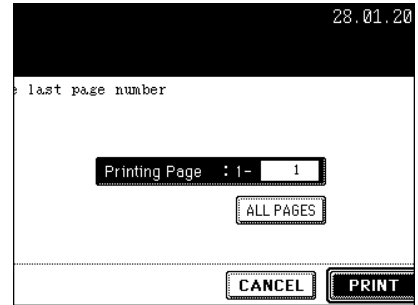 28.01.20
e last page number
Printing Page : 1- 1
ALL PAGES
CANCEL
PRINT